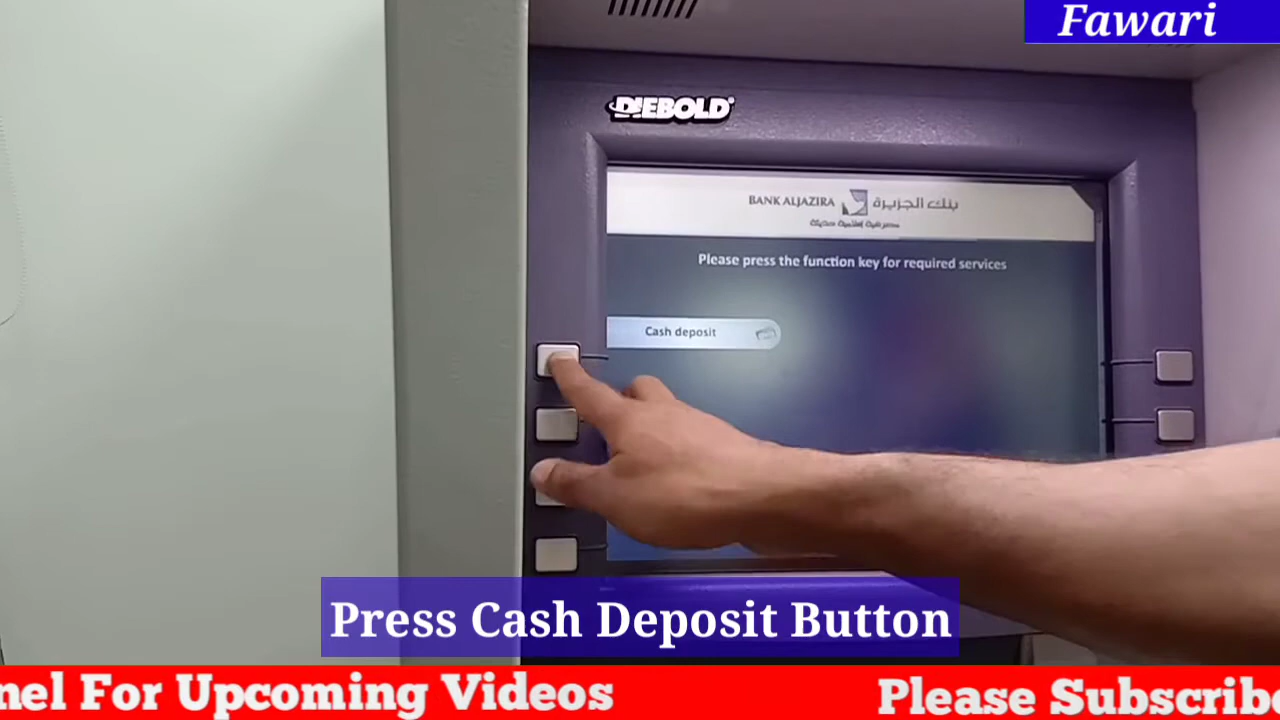 Fawari
DIEBOLD
BANK ALJAZIRA بنك الجزيرة
Please press the function key for required services
Cash deposit
Press Cash Deposit Button
nel For Upcoming Videos Please Subscribe